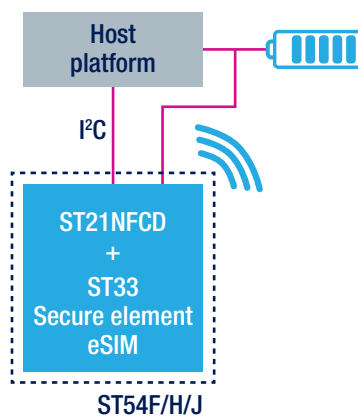 Host
platform
I²C
ST21NFCD
+
ST33
Secure element
eSIM
ST54F/H/J